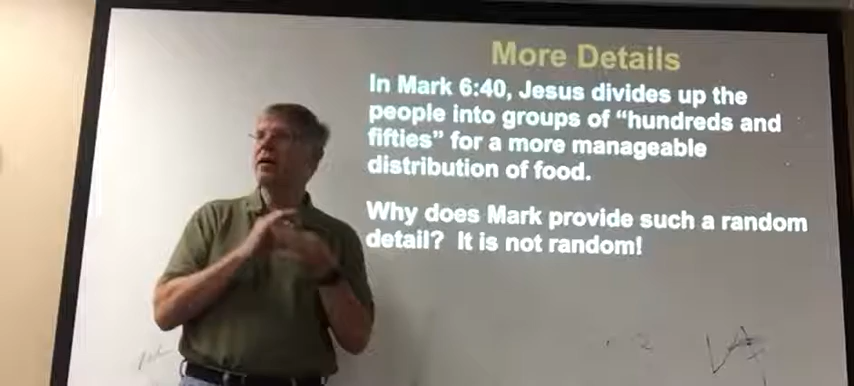 More Details
In Mark 6:40, Jesus divides up the
people into groups of “hundreds and
fifties” for a more manageable
distribution of food.
Why does Mark provide such a random
detail? It is not random!